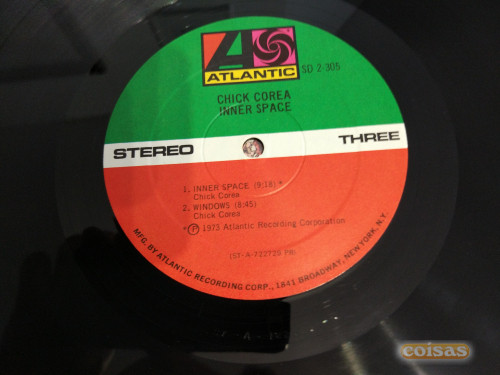 ATLANTIC
SD 2-305
CHICK COREA
INNER SPACE
STEREO
THREE
1. INNER SPACE (9:18)*
Chick Corea
2. WINDOWS (8:45)
Chick Corea
*Ⓟ 1973 Atlantic Recording Corporation
(ST-A-722729 PR)
MFG. BY ATLANTIC RECORDING CORP., 1841 BROADWAY, NEW YORK, N.Y.
coisas